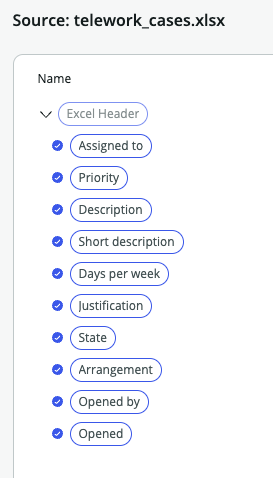 Source: telework_cases.xlsx
Name
Excel Header
Assigned to
Priority
Description
Short description
Days per week
Justification
State
Arrangement
Opened by
Opened